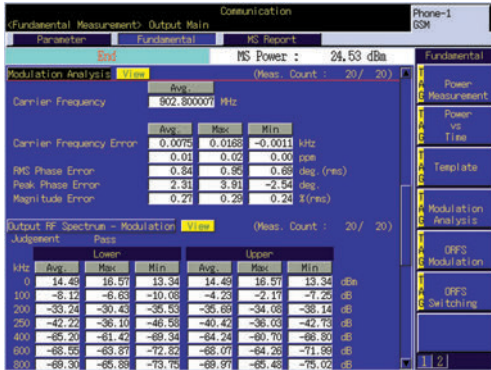 Communication
Phone-1
<Fundamental Measurement> Output Main
GSM
Parameter Fundamental MS Report
End MS Power : 24.53 dBm
Fundamental
Modulation Analysis View (Meas. Count : 20/ 20)
Avg.
Carrier Frequency 902.800007 MHz
Avg. Max Min
Carrier Frequency Error 0.0075 0.0168 -0.0011 kHz
0.01 0.02 0.00 ppm
RMS Phase Error 0.84 0.95 0.69 deg.(rms)
Peak Phase Error 2.31 3.91 -2.54 deg.
Magnitude Error 0.27 0.29 0.24 %(rms)
Output RF Spectrum - Modulation View (Meas. Count : 20/ 20)
Judgement Pass
Lower Upper
kHz Avg. Max Min Avg. Max Min
0 14.49 16.57 13.34 14.49 16.57 13.34 dBm
100 -8.12 -6.63 -10.08 -4.23 -2.17 -7.25 dB
200 -33.24 -30.43 -35.53 -35.69 -34.08 -38.14 dB
250 -42.22 -36.10 -46.58 -40.42 -36.03 -42.73 dB
400 -65.20 -61.42 -69.34 -64.24 -60.70 -66.80 dB
600 -68.55 -63.87 -72.82 -68.07 -64.26 -71.99 dB
800 -69.30 -65.89 -73.75 -69.97 -65.48 -75.02 dB
TAG Power Measurement
TAG Power vs Time
TAG Template
TAG Modulation Analysis
TAG ORFS Modulation
TAG ORFS Switching
1 2